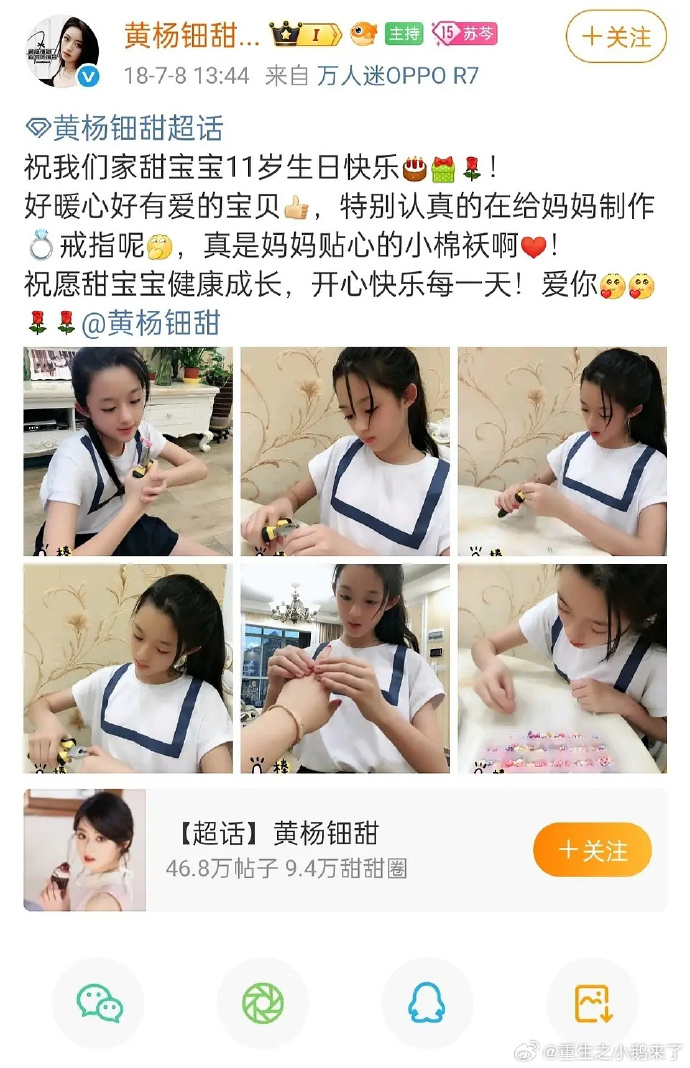 黄杨钿甜... I 主持 15 苏芩
+关注
18-7-8 13:44 来自 万人迷OPPO R7
黄杨钿甜超话
祝我们家甜宝宝11岁生日快乐！
好暖心好有爱的宝贝，特别认真的在给妈妈制作
戒指呢，真是妈妈贴心的小棉袄啊！
祝愿甜宝宝健康成长，开心快乐每一天！爱你
@黄杨钿甜
【超话】黄杨钿甜
46.8万帖子 9.4万甜甜圈
+关注
@重生之小鹅来了